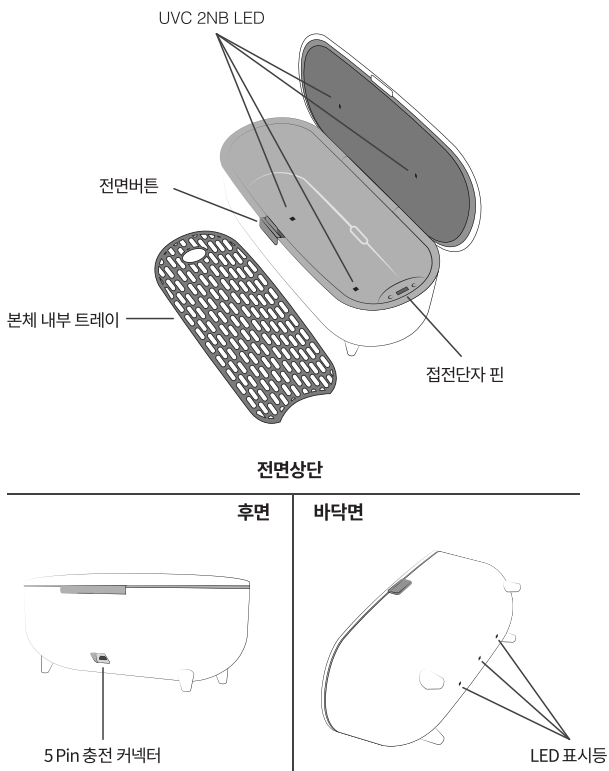 UVC 2NB LED
전면버튼
본체 내부 트레이
접전단자 핀
전면상단
후면
바닥면
5 Pin 충전 커넥터
LED 표시등